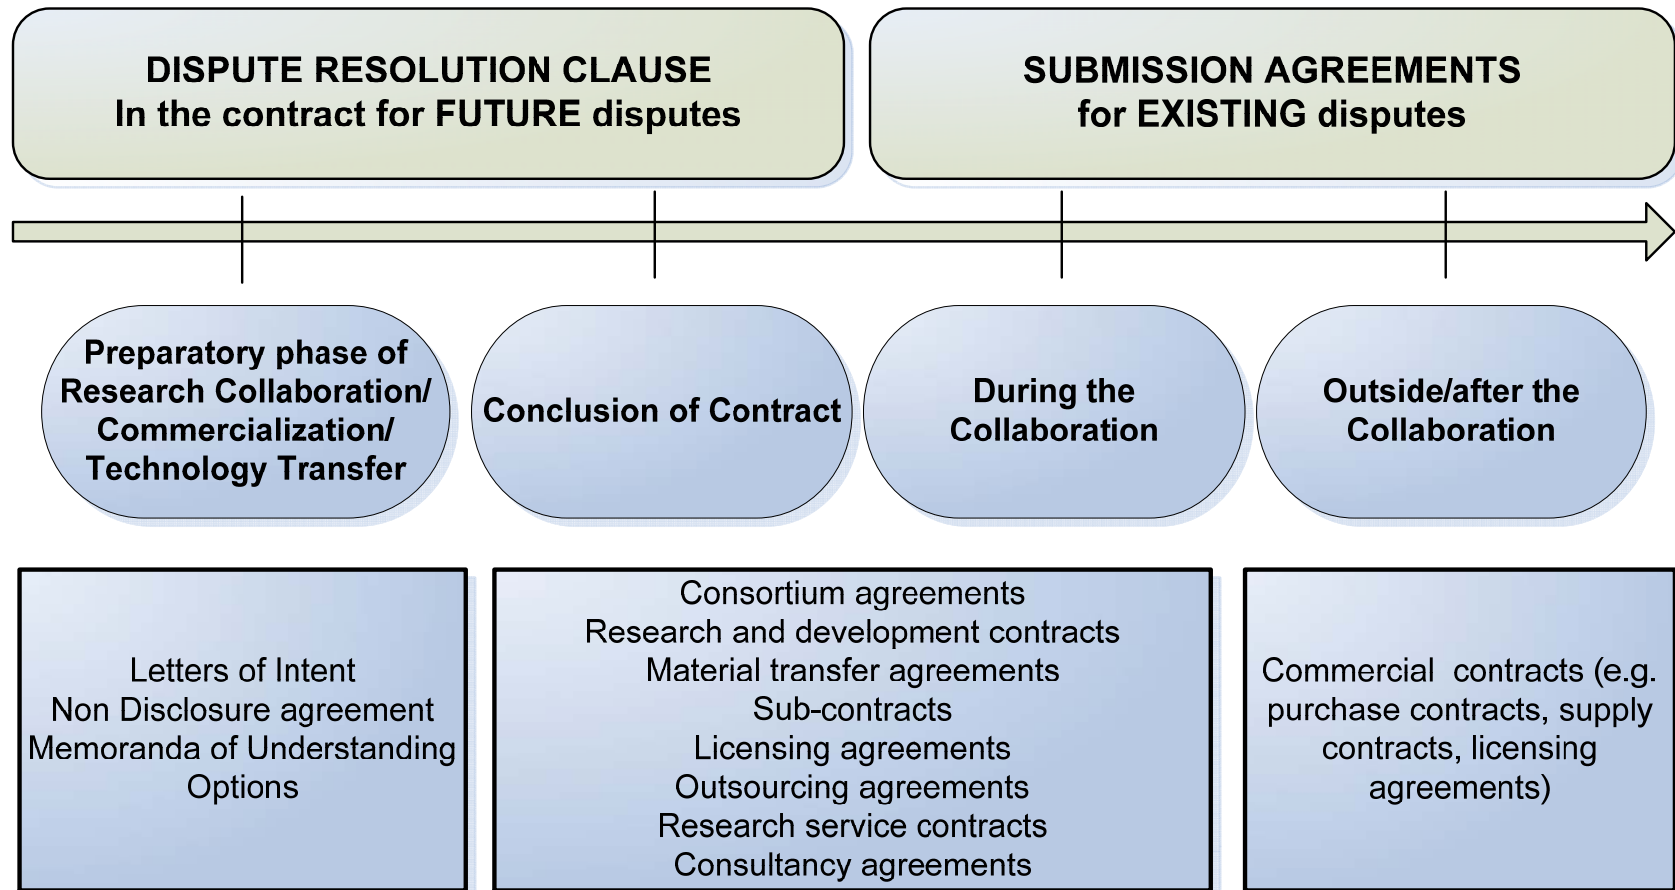 DISPUTE RESOLUTION CLAUSE
In the contract for FUTURE disputes
SUBMISSION AGREEMENTS
for EXISTING disputes
Preparatory phase of
Research Collaboration/
Commercialization/
Technology Transfer
Conclusion of Contract
During the
Collaboration
Outside/after the
Collaboration
Letters of Intent
Non Disclosure agreement
Memoranda of Understanding
Options
Consortium agreements
Research and development contracts
Material transfer agreements
Sub-contracts
Licensing agreements
Outsourcing agreements
Research service contracts
Consultancy agreements
Commercial contracts (e.g.
purchase contracts, supply
contracts, licensing
agreements)